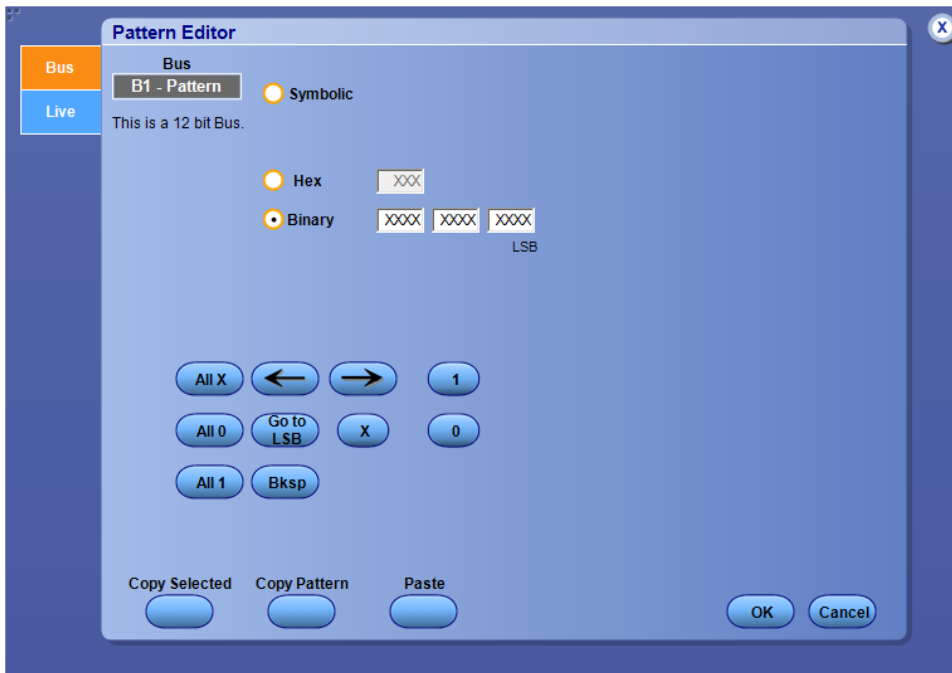 Pattern Editor
X
Bus
Live
Bus
B1 - Pattern
This is a 12 bit Bus.
Symbolic
Hex XXX
Binary XXXX XXXX XXXX
LSB
All X 1
All 0 Go to LSB X 0
All 1 Bksp
Copy Selected Copy Pattern Paste
OK Cancel